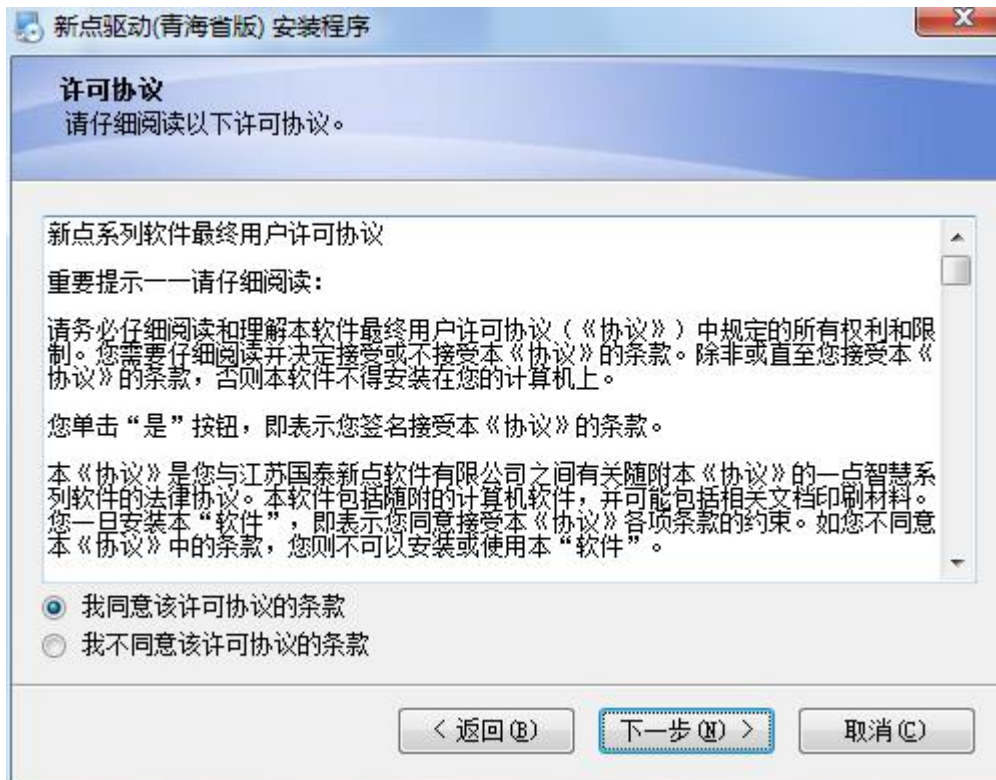 新点驱动(青海省版) 安装程序
许可协议
请仔细阅读以下许可协议。
新点系列软件最终用户许可协议
重要提示——请仔细阅读:
请务必仔细阅读和理解本软件最终用户许可协议(《协议》)中规定的所有权利和限
制。您需要仔细阅读并决定接受或不接受本《协议》的条款。除非或直至您接受本《
协议》的条款,否则本软件不得安装在您的计算机上。
您单击“是”按钮,即表示您签名接受本《协议》的条款。
本《协议》是您与江苏国泰新点软件有限公司之间有关随附本《协议》的一点智慧系
列软件的法律协议。本软件包括随附的计算机软件,并可能包括相关文档印刷材料。
您一旦安装本“软件”,即表示您同意接受本《协议》各项条款的约束。如您不同意
本《协议》中的条款,您则不可以安装或使用本“软件”。
我同意该许可协议的条款
我不同意该许可协议的条款
< 返回(B)
下一步(N) >
取消(C)